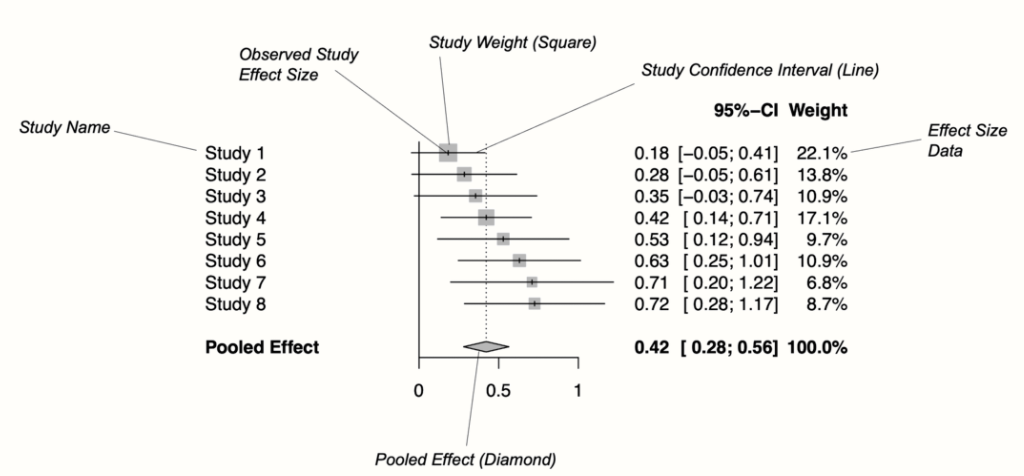 Study Weight (Square)
Observed Study
Effect Size
Study Confidence Interval (Line)
95%–CI Weight
Study Name
Effect Size
Data
Study 1 0.18 [−0.05; 0.41] 22.1%
Study 2 0.28 [−0.05; 0.61] 13.8%
Study 3 0.35 [−0.03; 0.74] 10.9%
Study 4 0.42 [ 0.14; 0.71] 17.1%
Study 5 0.53 [ 0.12; 0.94] 9.7%
Study 6 0.63 [ 0.25; 1.01] 10.9%
Study 7 0.71 [ 0.20; 1.22] 6.8%
Study 8 0.72 [ 0.28; 1.17] 8.7%
Pooled Effect 0.42 [ 0.28; 0.56] 100.0%
0 0.5 1
Pooled Effect (Diamond)